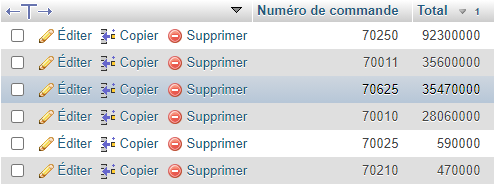 Numéro de commande Total 1
Éditer Copier Supprimer 70250 92300000
Éditer Copier Supprimer 70011 35600000
Éditer Copier Supprimer 70625 35470000
Éditer Copier Supprimer 70010 28060000
Éditer Copier Supprimer 70025 590000
Éditer Copier Supprimer 70210 470000